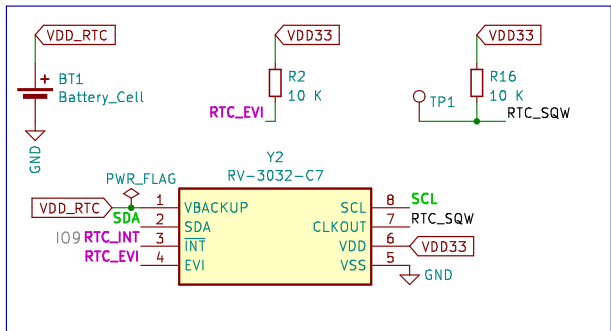 VDD_RTC
VDD33
VDD33
+
BT1
Battery_Cell
R2
10 K
R16
10 K
TP1
RTC_EVI
RTC_SQW
GND
Y2
RV-3032-C7
PWR_FLAG
VDD_RTC
1 VBACKUP
SCL 8 SCL
SDA 2 SDA
CLKOUT 7 RTC_SQW
IO9 RTC_INT 3 INT
VDD 6 VDD33
RTC_EVI 4 EVI
VSS 5
GND